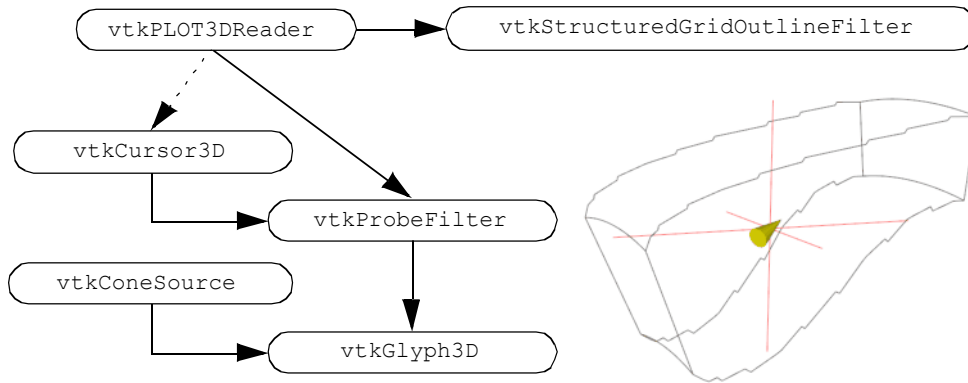 vtkPLOT3DReader
vtkStructuredGridOutlineFilter
vtkCursor3D
vtkProbeFilter
vtkConeSource
vtkGlyph3D